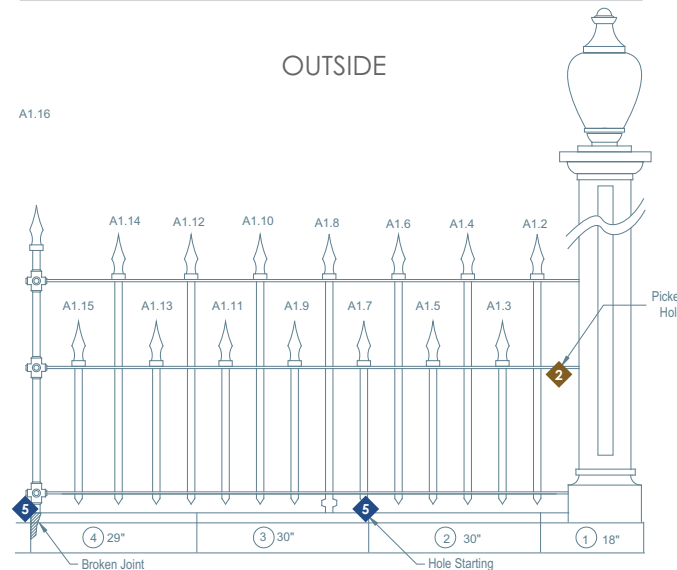 OUTSIDE
A1.16
A1.14 A1.12 A1.10 A1.8 A1.6 A1.4 A1.2
A1.15 A1.13 A1.11 A1.9 A1.7 A1.5 A1.3
2
5 5
4 29" 3 30" 2 30" 1 18"
Broken Joint
Hole Starting